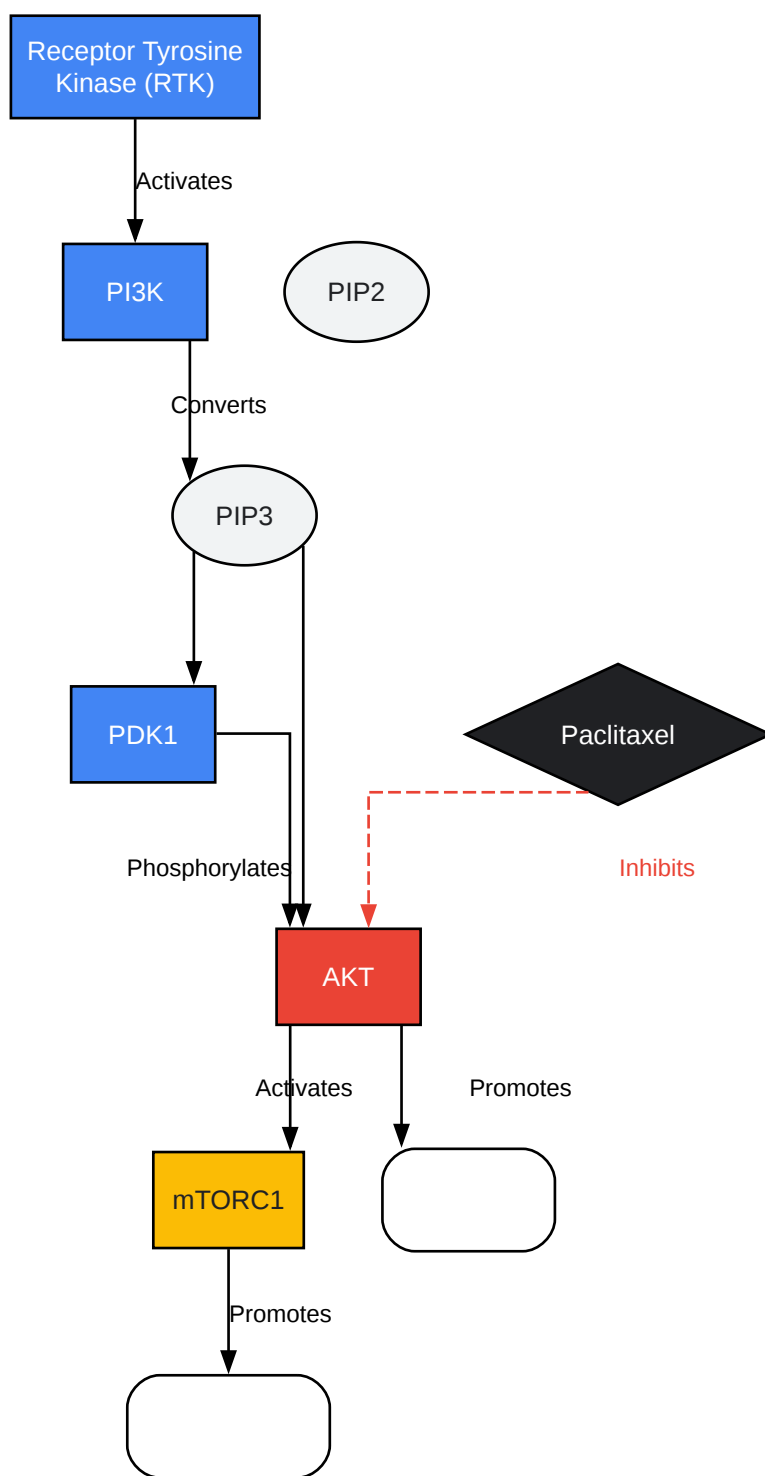 Receptor Tyrosine
Kinase (RTK)
Activates
PI3K
PIP2
Converts
PIP3
PDK1
Paclitaxel
Phosphorylates
Inhibits
AKT
Activates
Promotes
mTORC1
Promotes